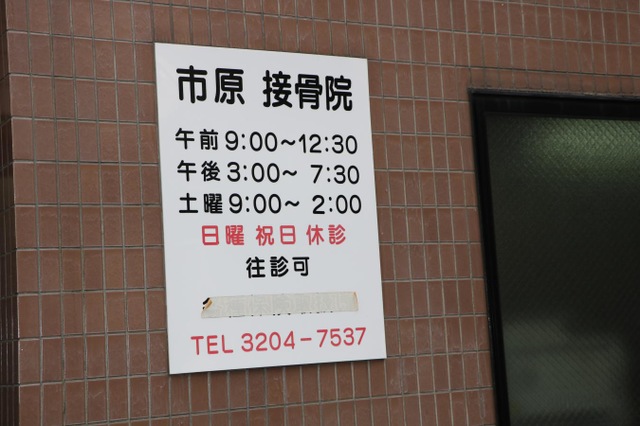 市原 接骨院
午前 9:00～12:30
午後 3:00～ 7:30
土曜 9:00～ 2:00
日曜 祝日 休診
往診可
TEL 3204-7537